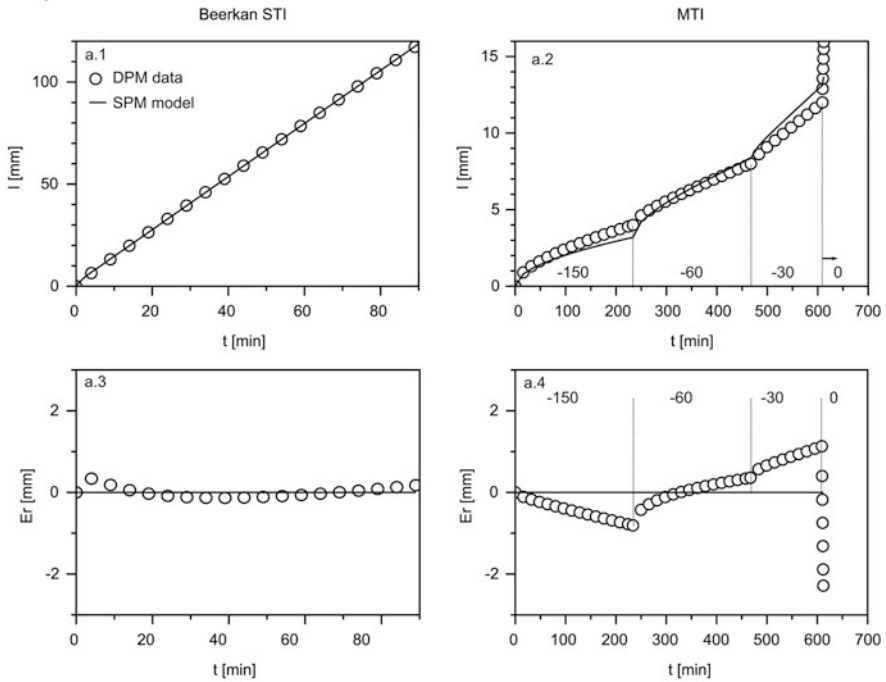 Beerkan STI
MTI
a.1
DPM data
SPM model
100
50
0
I [mm]
0 20 40 60 80
t [min]
a.2
15
10
5
0
I [mm]
-150 -60 -30 0
0 100 200 300 400 500 600 700
t [min]
a.3
2
0
-2
Er [mm]
0 20 40 60 80
t [min]
a.4
-150 -60 -30 0
2
0
-2
Er [mm]
0 100 200 300 400 500 600 700
t [min]